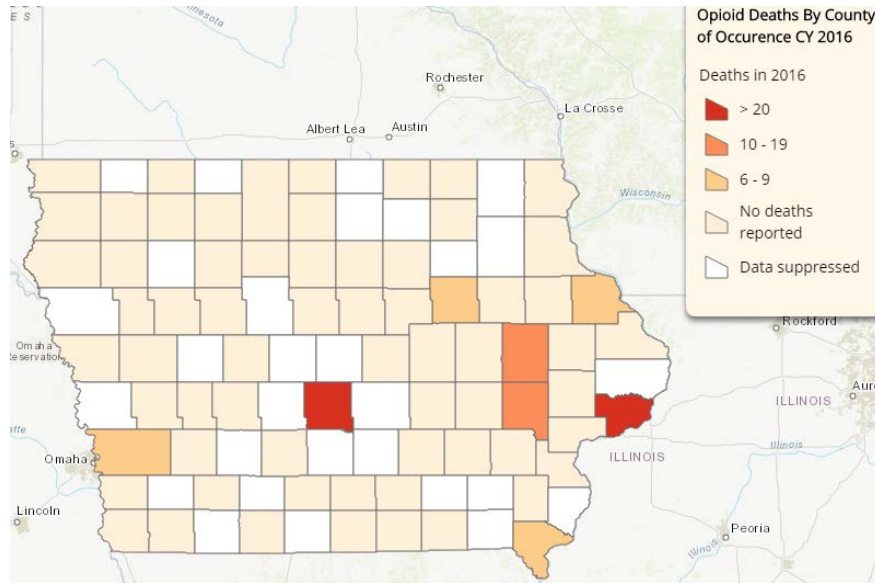 Opioid Deaths By County
of Occurence CY 2016
Deaths in 2016
> 20
10 - 19
6 - 9
No deaths
reported
Data suppressed
Minnesota
E S
Rochester
La Crosse
Albert Lea
Austin
Wisconsin
Rockford
Omaha
Reservation
Auro
ILLINOIS
Omaha
ILLINOIS
Illinois
Lincoln
Peoria
Illinois